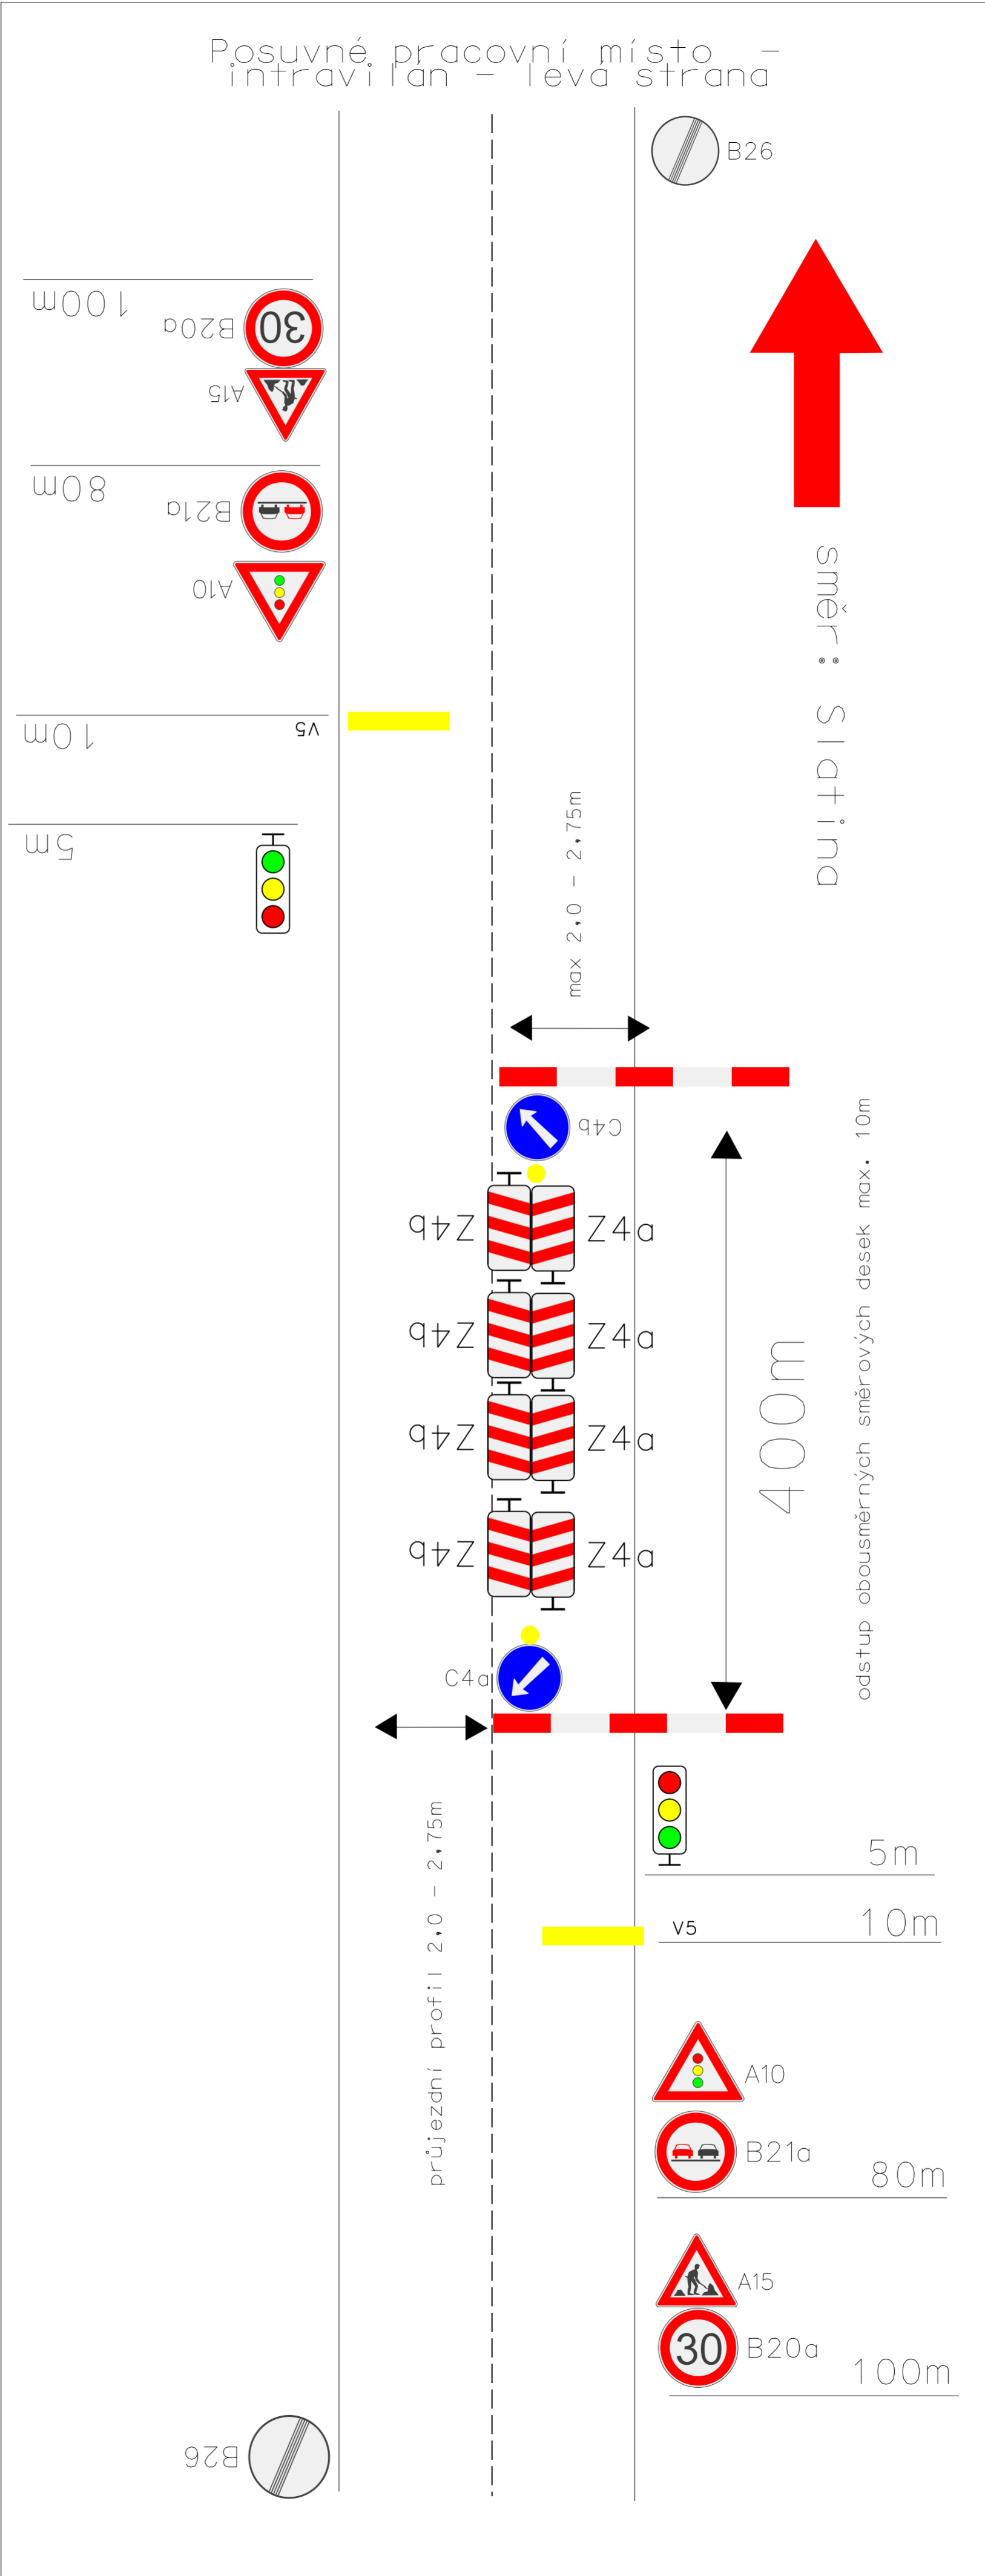 Posuvné pracovní místo -
intravilán - levá strana
B26
100m
B20a
30
A15
80m
B21a
A10
směr: Slatina
10m
V5
5m
max 2,0 - 2,75m
C4b
odstup obousměrných směrových desek max. 10m
Z4b
Z4a
Z4b
Z4a
400m
Z4b
Z4a
Z4b
Z4a
C4a
průjezdní profil 2,0 - 2,75m
5m
V5
10m
A10
B21a
80m
A15
30
B20a
100m
B26